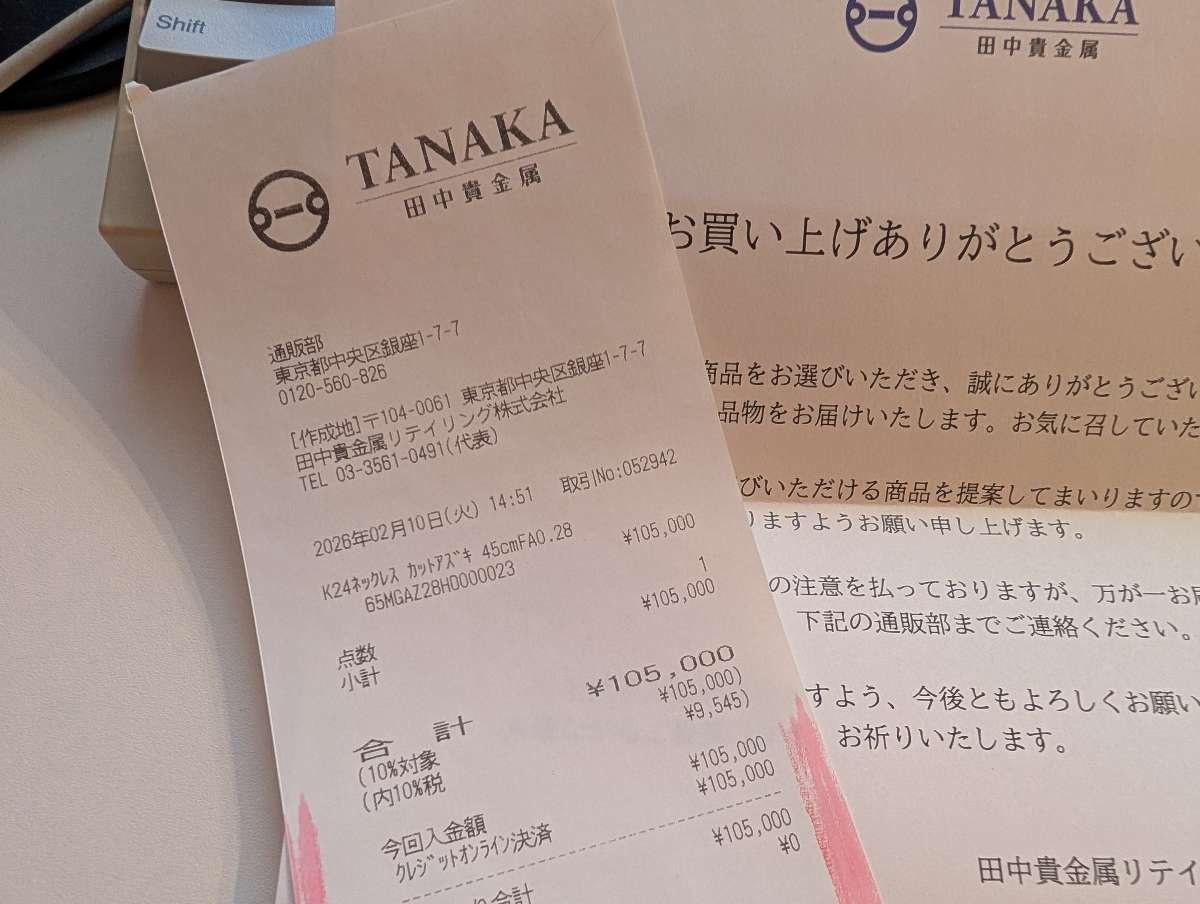 Shift
TANAKA
田中貴金属
通販部
東京都中央区銀座1-7-7
0120-560-826
[作成地]〒104-0061 東京都中央区銀座1-7-7
田中貴金属リテイリング株式会社
TEL 03-3561-0491(代表)
2026年02月10日(火) 14:51 取引No:052942
K24ネックレス カットアズキ 45cmFA0.28 ¥105,000
65MGAZ28HD000023 1
¥105,000
点数
小計
合計 ¥105,000
(10%対象 ¥105,000)
(内10%税 ¥9,545)
今回入金額 ¥105,000
クレジットオンライン決済 ¥105,000
合計 ¥105,000
¥0
TANAKA
田中貴金属
お買い上げありがとうござい
商品をお選びいただき、誠にありがとうござい
品物をお届けいたします。お気に召していた
びいただける商品を提案してまいりますので
りますようお願い申し上げます。
の注意を払っておりますが、万が一お届
下記の通販部までご連絡ください。
すよう、今後ともよろしくお願い
お祈りいたします。
田中貴金属リテイ